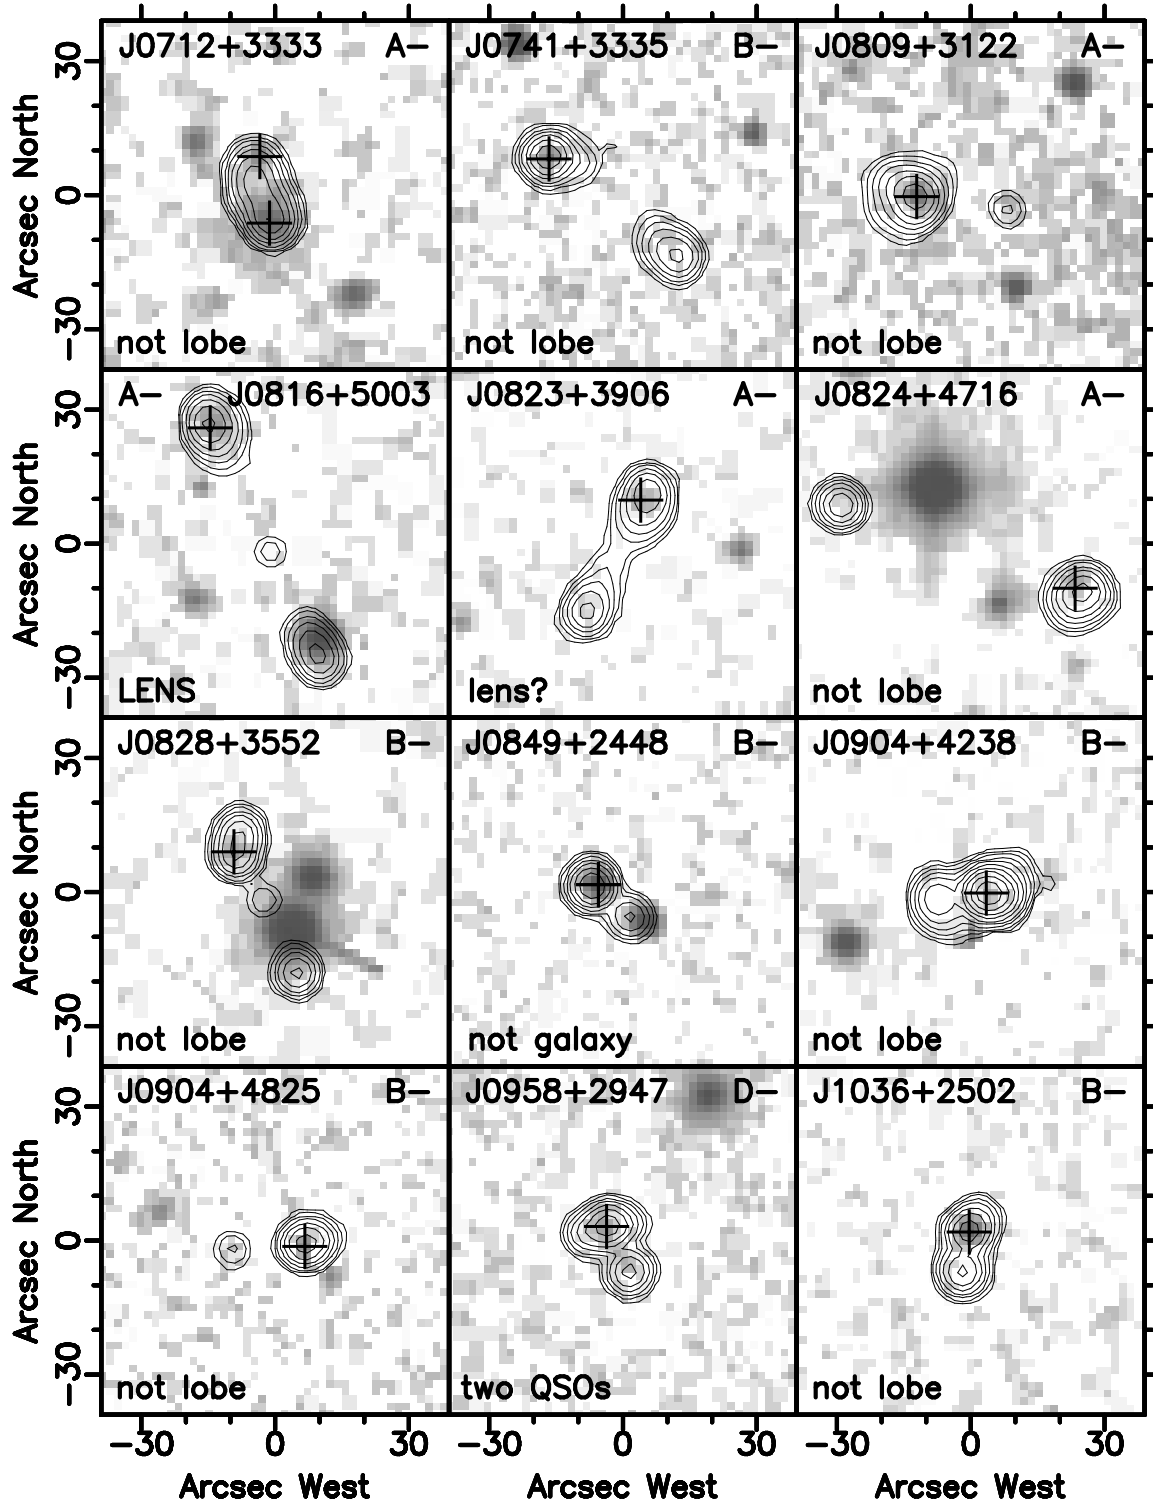 J0712+3333 A−
J0741+3335 B−
J0809+3122 A−
30
0
−30
Arcsec North
not lobe
not lobe
not lobe
A− J0816+5003
J0823+3906 A−
J0824+4716 A−
30
0
−30
Arcsec North
LENS
lens?
not lobe
J0828+3552 B−
J0849+2448 B−
J0904+4238 B−
30
0
−30
Arcsec North
not lobe
not galaxy
not lobe
J0904+4825 B−
J0958+2947 D−
J1036+2502 B−
30
0
−30
Arcsec North
not lobe
two QSOs
not lobe
−30 0 30
−30 0 30
−30 0 30
Arcsec West
Arcsec West
Arcsec West